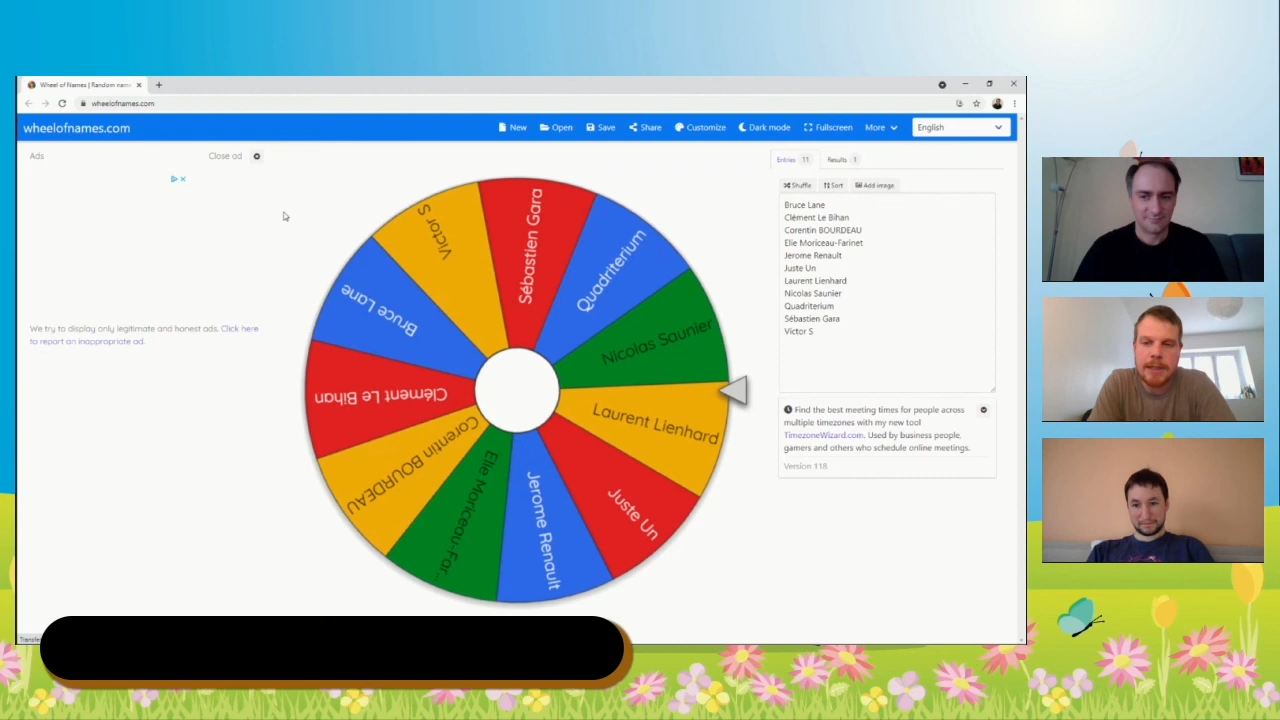 Wheel of Names | Random name
wheelofnames.com
wheelofnames.com
New Open Save Share Customize Dark mode Fullscreen More English
Ads Close ad
We try to display only legitimate and honest ads. Click here
to report an inappropriate ad.
Sébastien Gara
Quadriterium
Nicolas Saunier
Laurent Lienhard
Juste Un
Jerome Renault
Elie Moriceau-Far...
Corentin BOURDEAU
Clément Le Bihan
Bruce Lane
Victor S
Entries 11 Results 1
Shuffle Sort Add image
Bruce Lane
Clément Le Bihan
Corentin BOURDEAU
Elie Moriceau-Farinet
Jerome Renault
Juste Un
Laurent Lienhard
Nicolas Saunier
Quadriterium
Sébastien Gara
Victor S
Find the best meeting times for people across
multiple timezones with my new tool
TimezoneWizard.com. Used by business people,
gamers and others who schedule online meetings.
Version 118